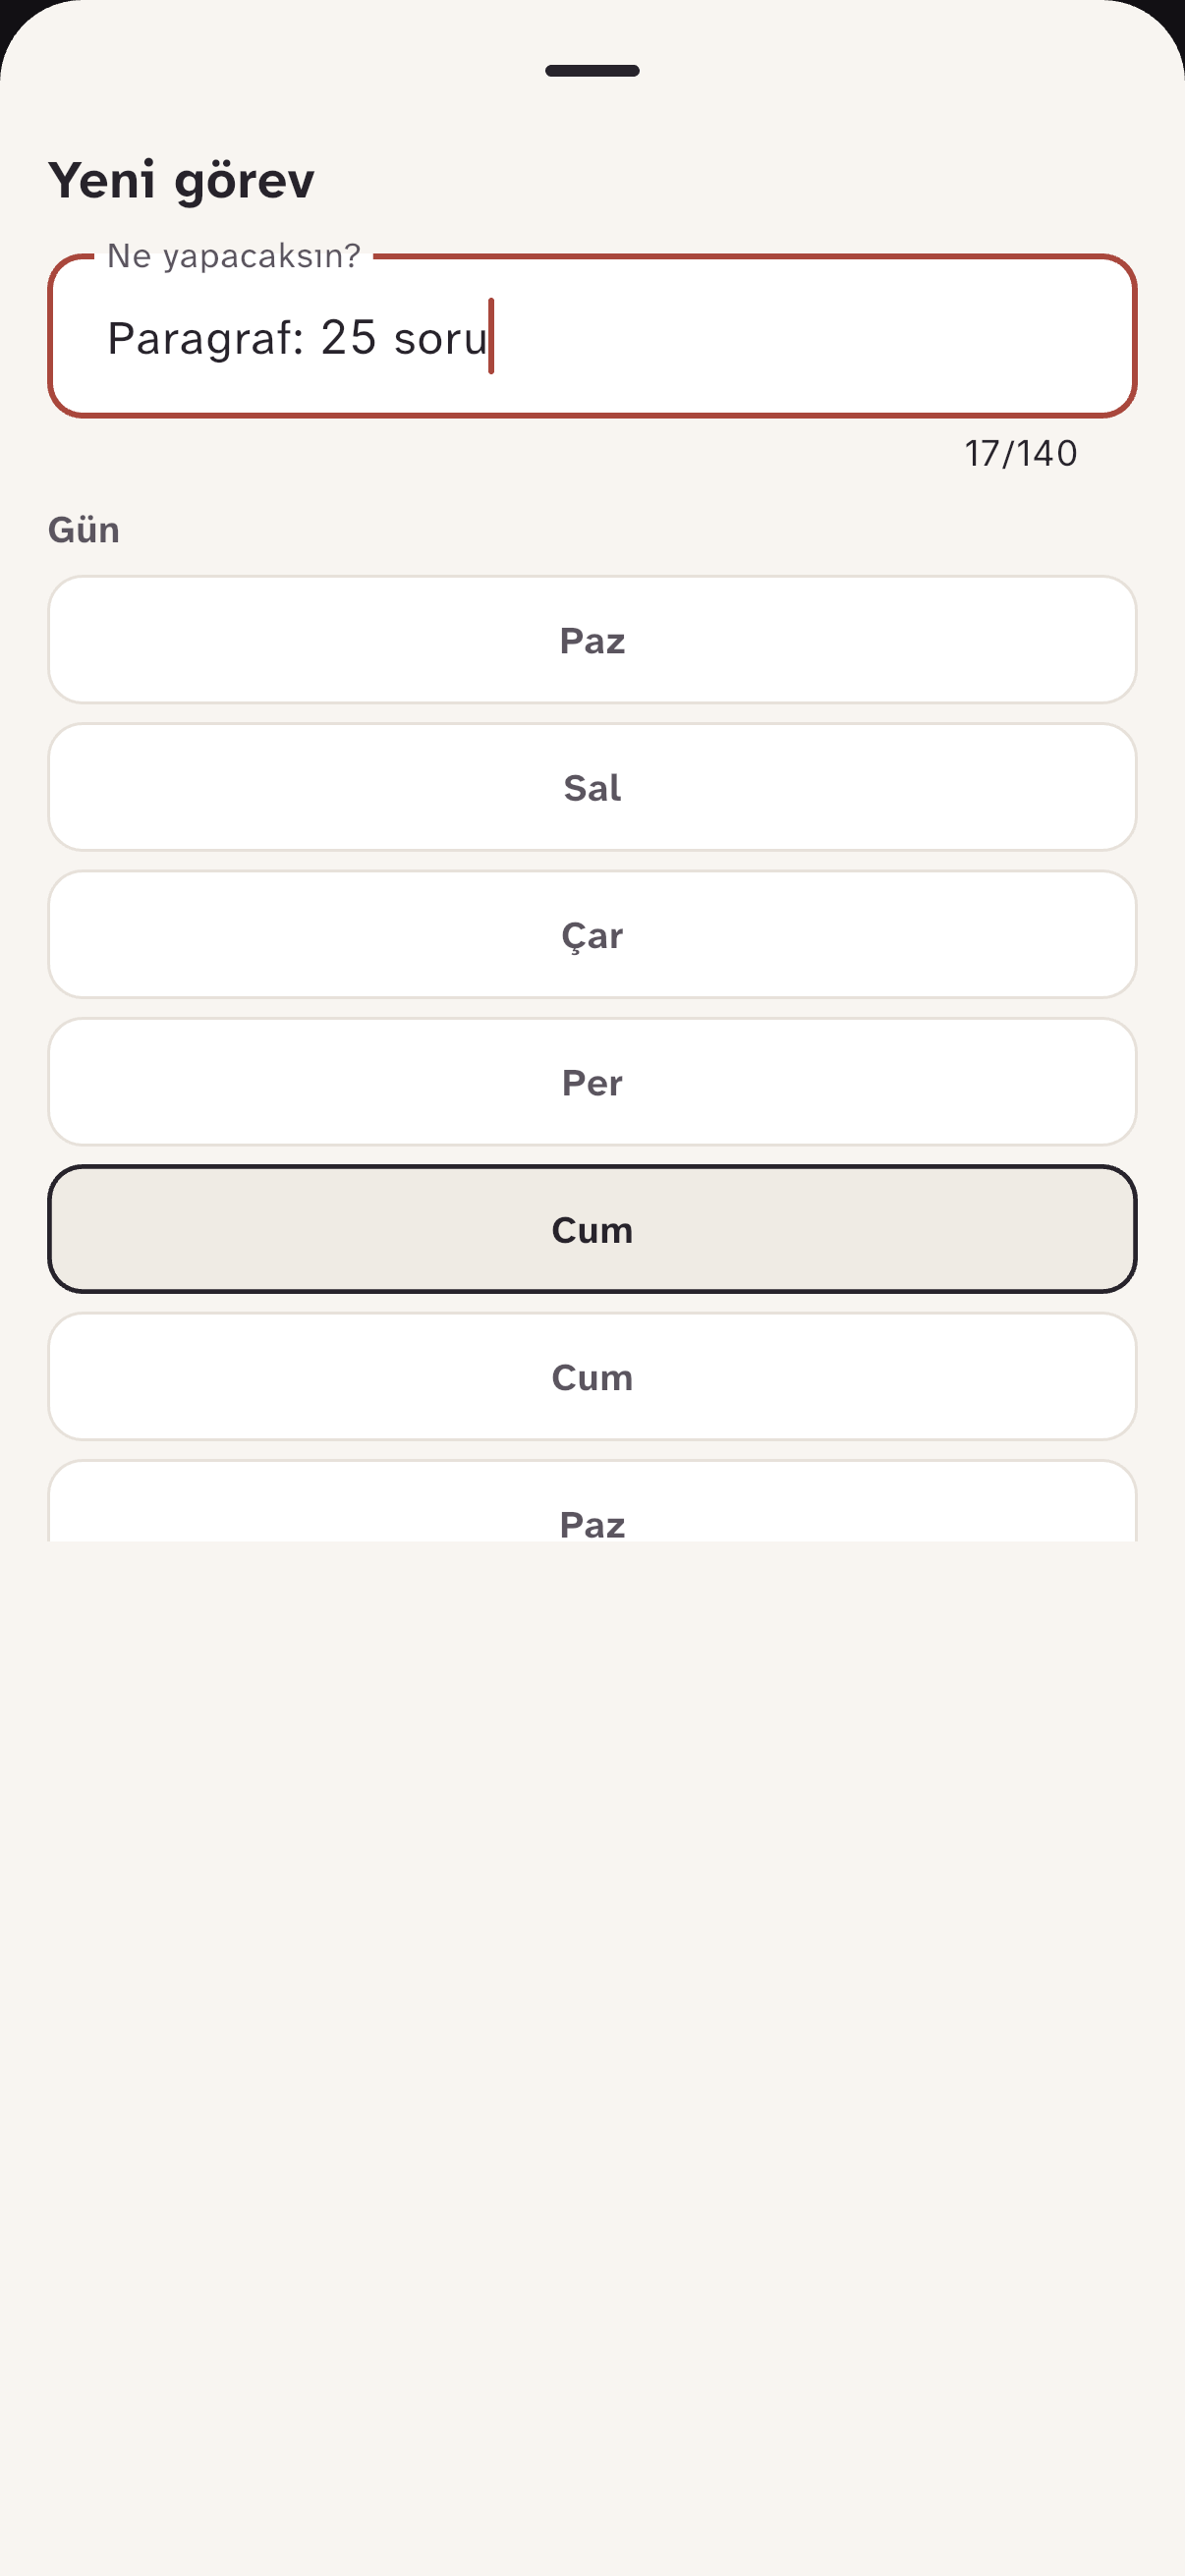 Yeni görev
Ne yapacaksın?
Paragraf: 25 soru
17/140
Gün
Paz
Sal
Çar
Per
Cum
Cum
Paz